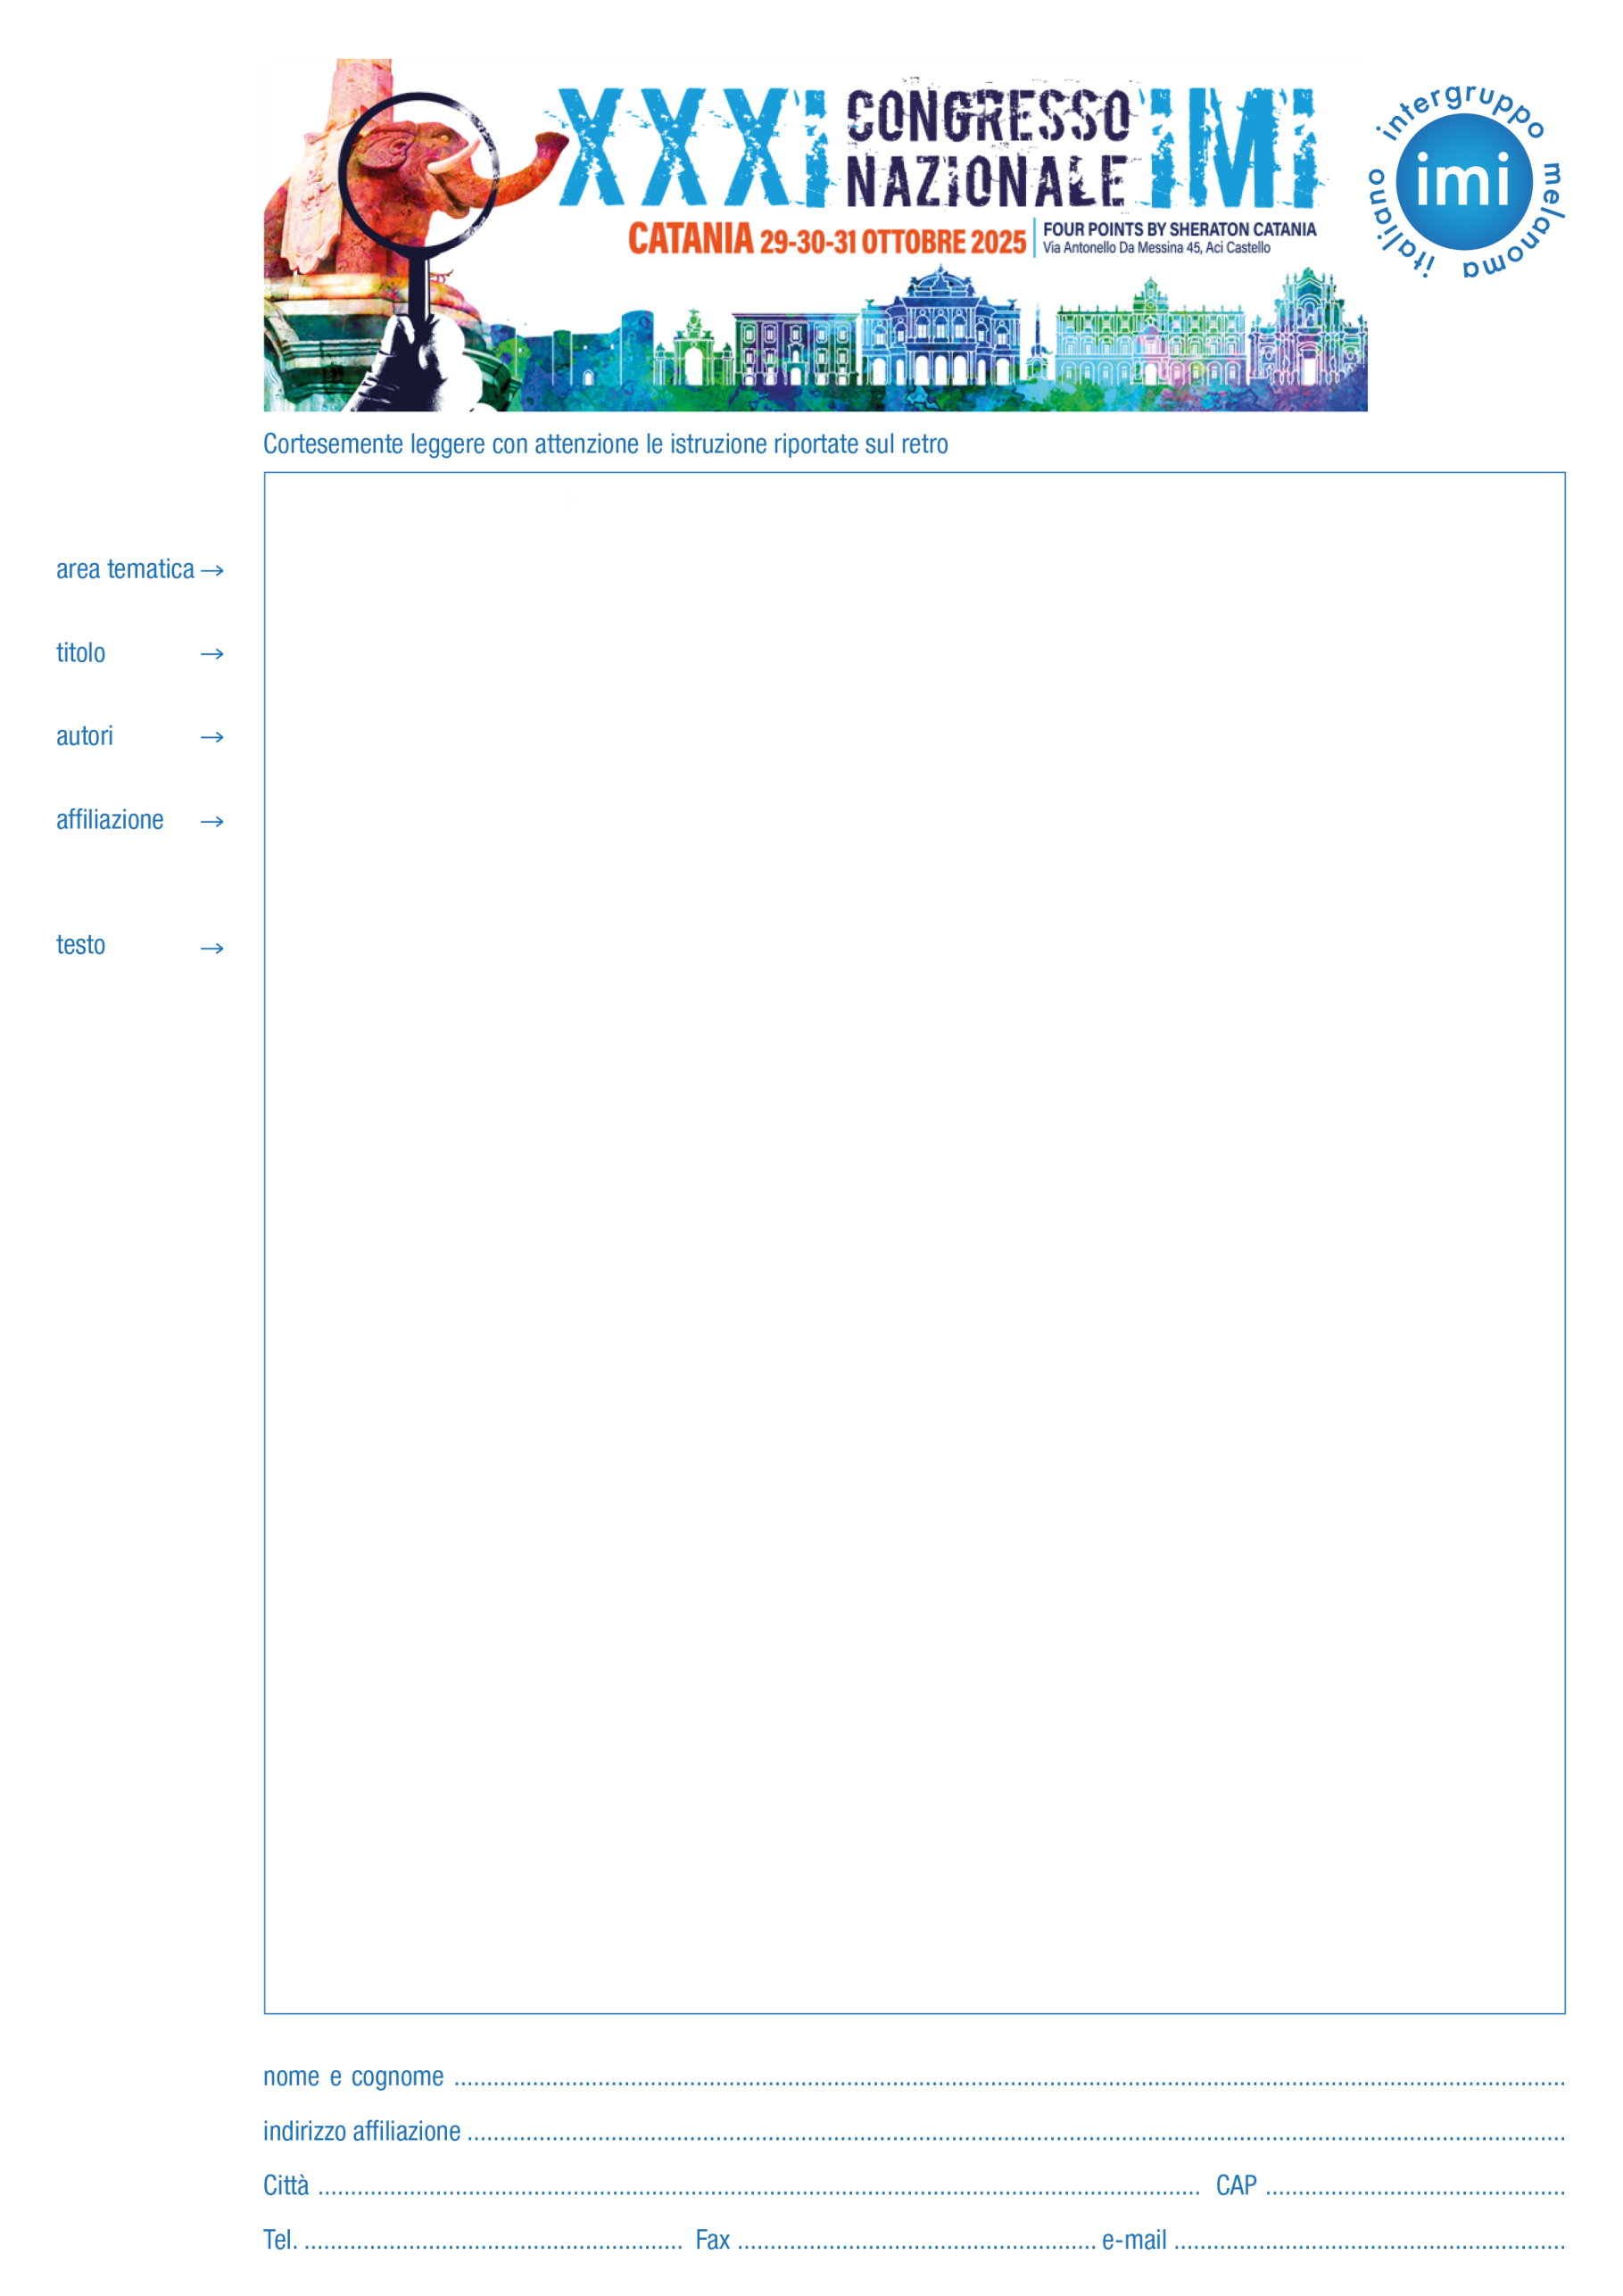 XXXI CONGRESSO NAZIONALE IMI
CATANIA 29-30-31 OTTOBRE 2025
FOUR POINTS BY SHERATON CATANIA
Via Antonello Da Messina 45, Aci Castello
intergruppo melanoma italiano
imi
Cortesemente leggere con attenzione le istruzione riportate sul retro
area tematica →
titolo →
autori →
affiliazione →
testo →
nome e cognome ........................................................................
indirizzo affiliazione ........................................................................
Città ........................................................ CAP ........................
Tel. ............................ Fax ............................ e-mail ............................